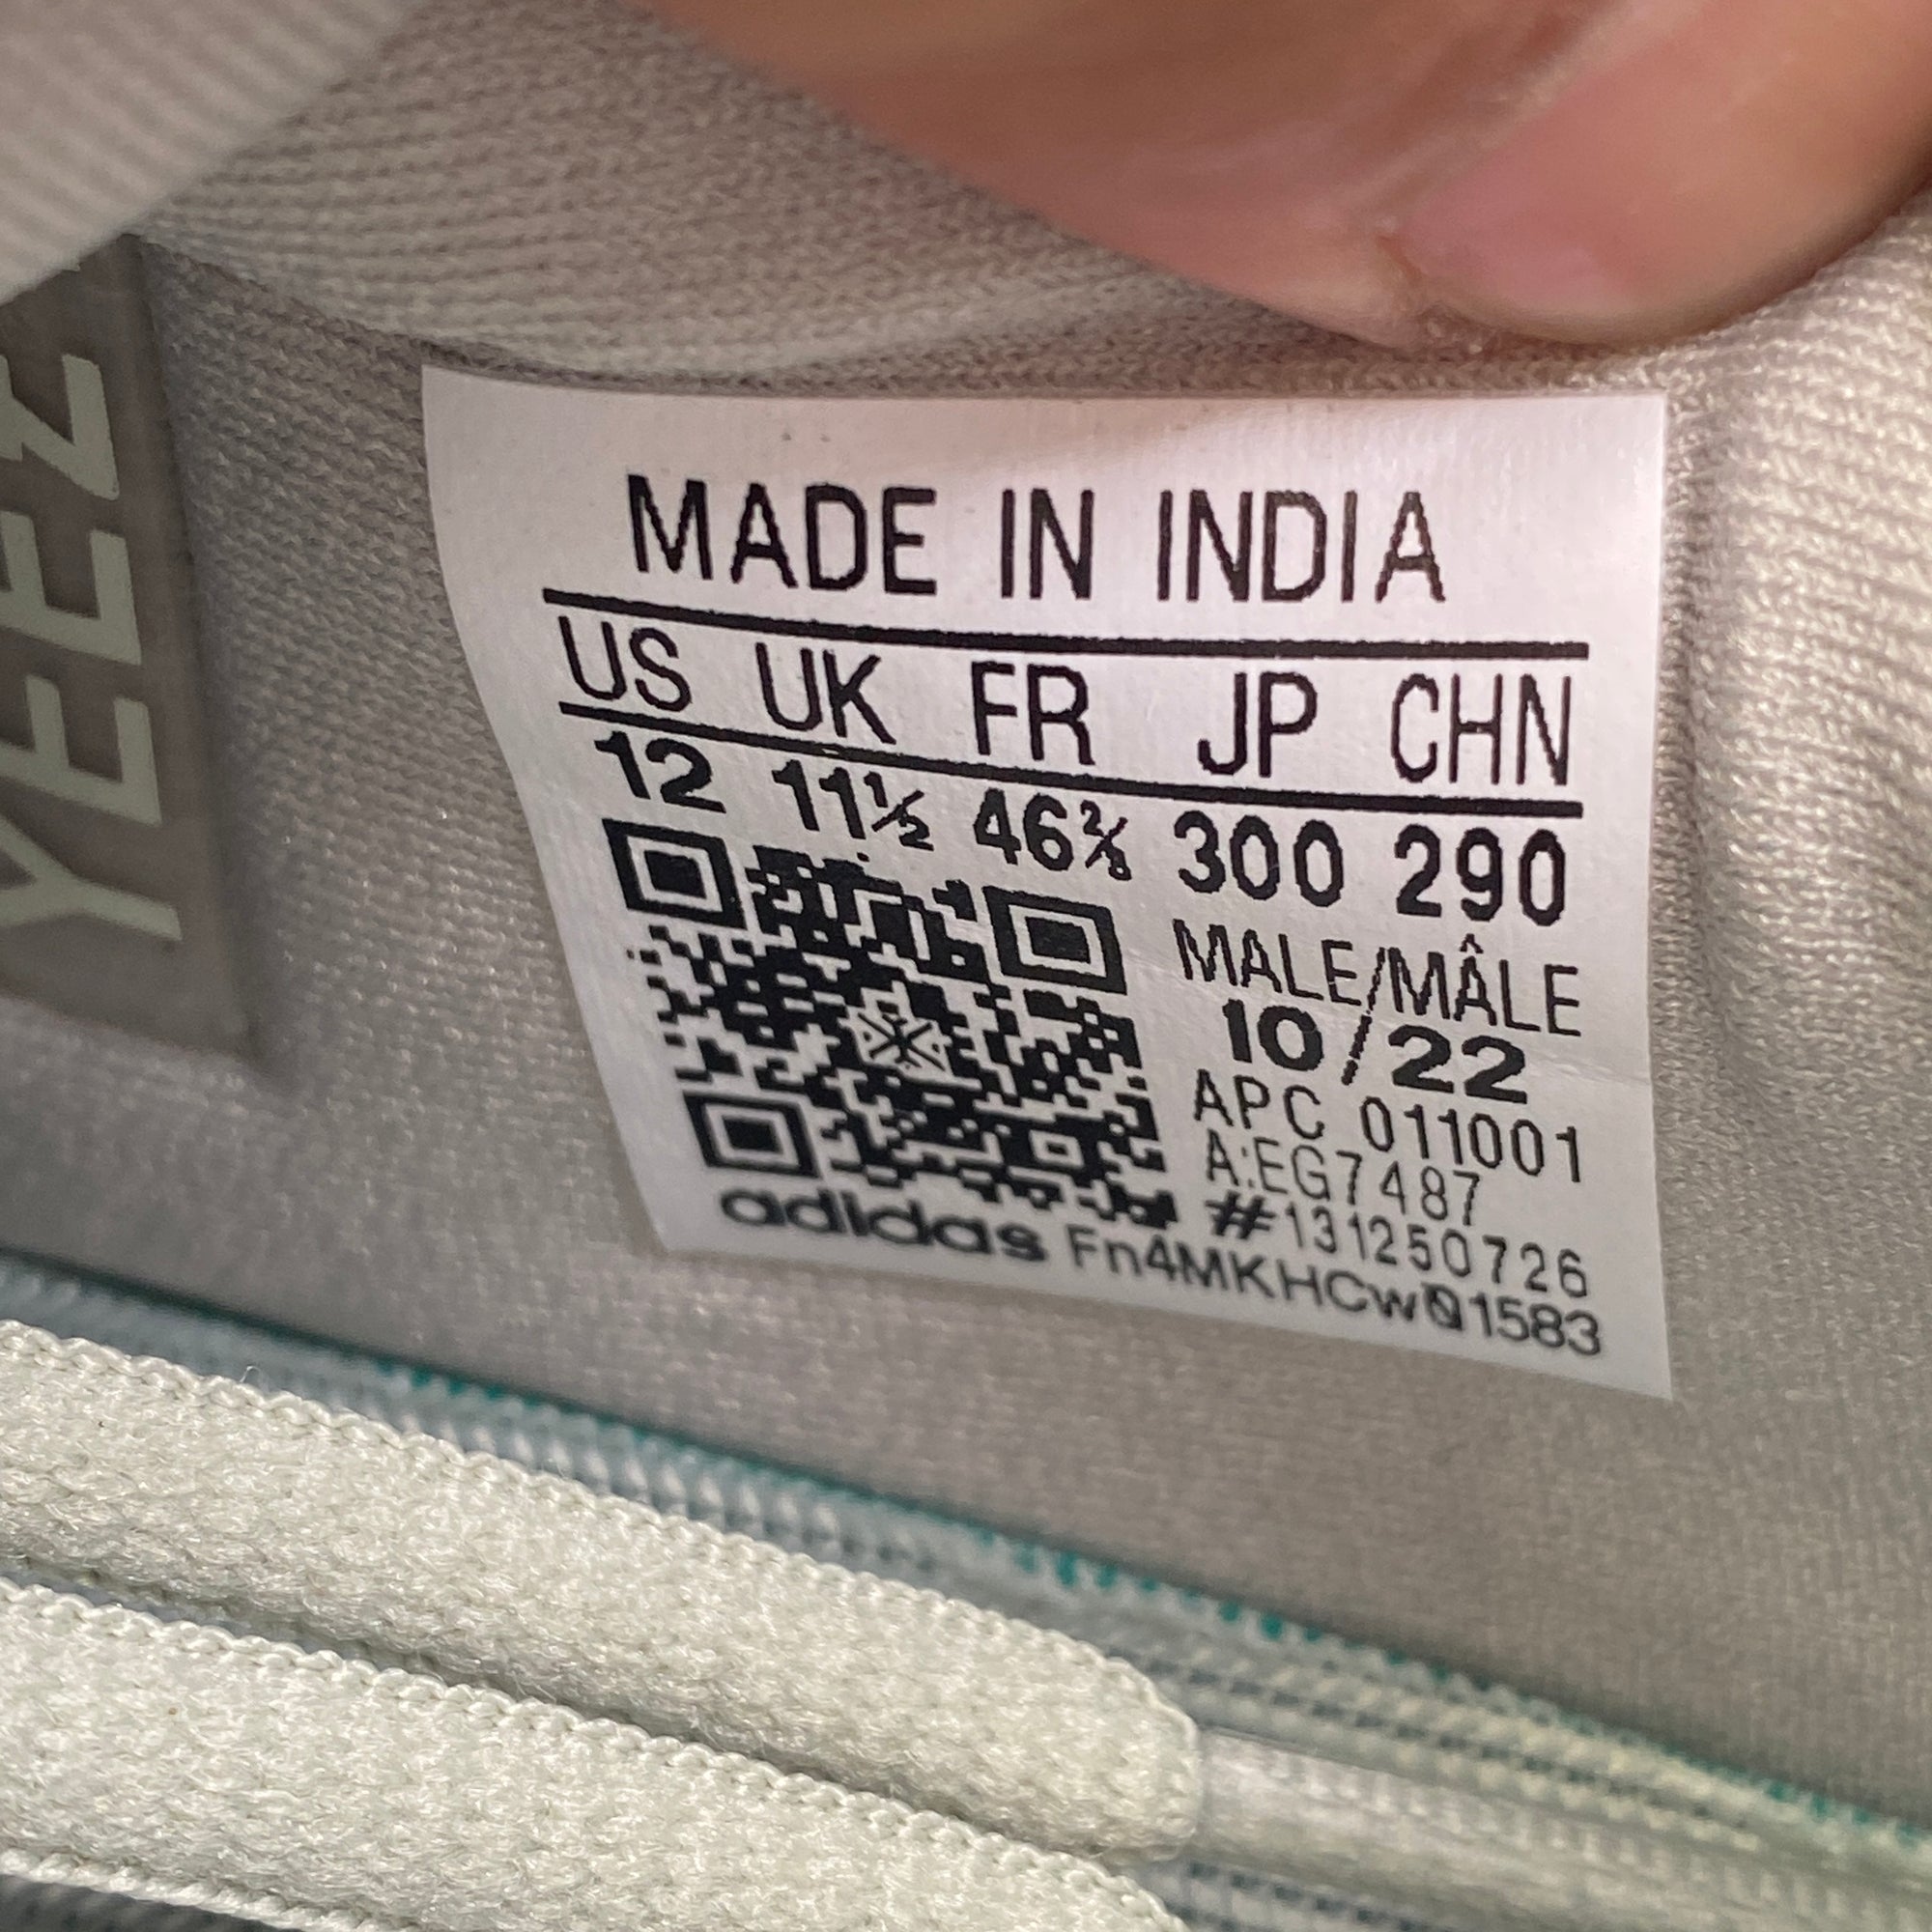 YEEZ
MADE IN INDIA
US UK FR JP CHN
12 11½ 46⅔ 300 290
MALE/MÂLE
10/22
APC 011001
A:EG7487
#131250726
adidas Fn4MKHCw01583